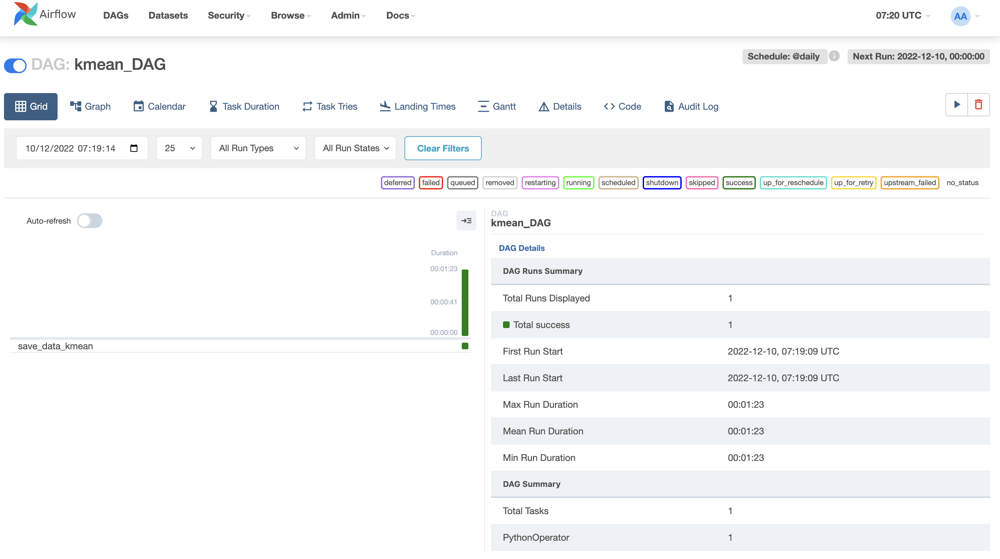 Airflow DAGs Datasets Security Browse Admin Docs 07:20 UTC AA
Schedule: @daily i Next Run: 2022-12-10, 00:00:00
DAG: kmean_DAG
Grid Graph Calendar Task Duration Task Tries Landing Times Gantt Details Code Audit Log
10/12/2022 07:19:14 25 All Run Types All Run States Clear Filters
deferred failed queued removed restarting running scheduled shutdown skipped success up_for_reschedule up_for_retry upstream_failed no_status
Auto-refresh
Duration
00:01:23
00:00:41
00:00:00
save_data_kmean
DAG
kmean_DAG
DAG Details
DAG Runs Summary
Total Runs Displayed 1
Total success 1
First Run Start 2022-12-10, 07:19:09 UTC
Last Run Start 2022-12-10, 07:19:09 UTC
Max Run Duration 00:01:23
Mean Run Duration 00:01:23
Min Run Duration 00:01:23
DAG Summary
Total Tasks 1
PythonOperator 1